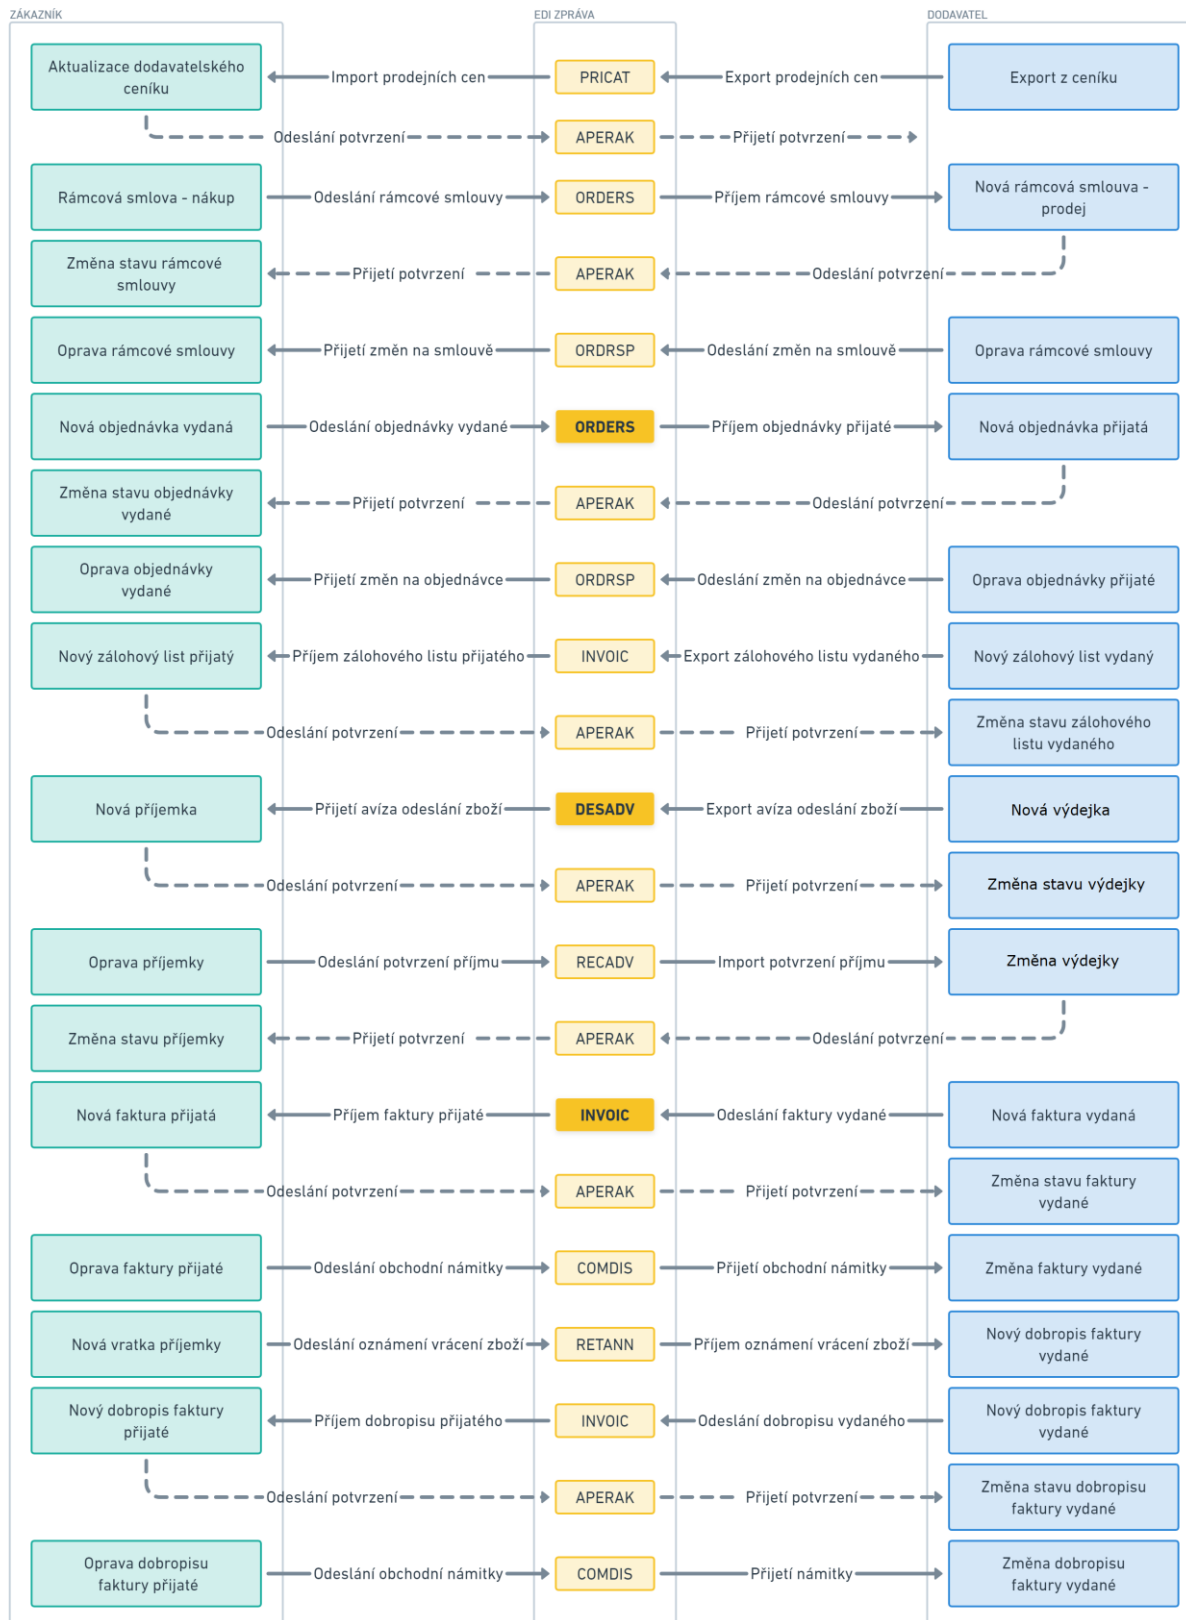 ZÁKAZNÍK
EDI ZPRÁVA
DODAVATEL
Aktualizace dodavatelského
ceníku
Import prodejních cen
PRICAT
Export prodejních cen
Export z ceníku
Odeslání potvrzení
APERAK
Přijetí potvrzení
Rámcová smlova - nákup
Odeslání rámcové smlouvy
ORDERS
Příjem rámcové smlouvy
Nová rámcová smlouva -
prodej
Změna stavu rámcové
smlouvy
Přijetí potvrzení
APERAK
Odeslání potvrzení
Oprava rámcové smlouvy
Přijetí změn na smlouvě
ORDRSP
Odeslání změn na smlouvě
Oprava rámcové smlouvy
Nová objednávka vydaná
Odeslání objednávky vydané
ORDERS
Příjem objednávky přijaté
Nová objednávka přijatá
Změna stavu objednávky
vydané
Přijetí potvrzení
APERAK
Odeslání potvrzení
Oprava objednávky
vydané
Přijetí změn na objednávce
ORDRSP
Odeslání změn na objednávce
Oprava objednávky přijaté
Nový zálohový list přijatý
Příjem zálohového listu přijatého
INVOIC
Export zálohového listu vydaného
Nový zálohový list vydaný
Odeslání potvrzení
APERAK
Přijetí potvrzení
Změna stavu zálohového
listu vydaného
Nová příjemka
Přijetí avíza odeslání zboží
DESADV
Export avíza odeslání zboží
Nová výdejka
Odeslání potvrzení
APERAK
Přijetí potvrzení
Změna stavu výdejky
Oprava příjemky
Odeslání potvrzení příjmu
RECADV
Import potvrzení příjmu
Změna výdejky
Změna stavu příjemky
Přijetí potvrzení
APERAK
Odeslání potvrzení
Nová faktura přijatá
Příjem faktury přijaté
INVOIC
Odeslání faktury vydané
Nová faktura vydaná
Odeslání potvrzení
APERAK
Přijetí potvrzení
Změna stavu faktury
vydané
Oprava faktury přijaté
Odeslání obchodní námitky
COMDIS
Přijetí obchodní námitky
Změna faktury vydané
Nová vratka příjemky
Odeslání oznámení vrácení zboží
RETANN
Příjem oznámení vrácení zboží
Nový dobropis faktury
vydané
Nový dobropis faktury
přijaté
Příjem dobropisu přijatého
INVOIC
Odeslání dobropisu vydaného
Nový dobropis faktury
vydané
Odeslání potvrzení
APERAK
Přijetí potvrzení
Změna stavu dobropisu
faktury vydané
Oprava dobropisu
faktury přijaté
Odeslání obchodní námitky
COMDIS
Přijetí námitky
Změna dobropisu
faktury vydané